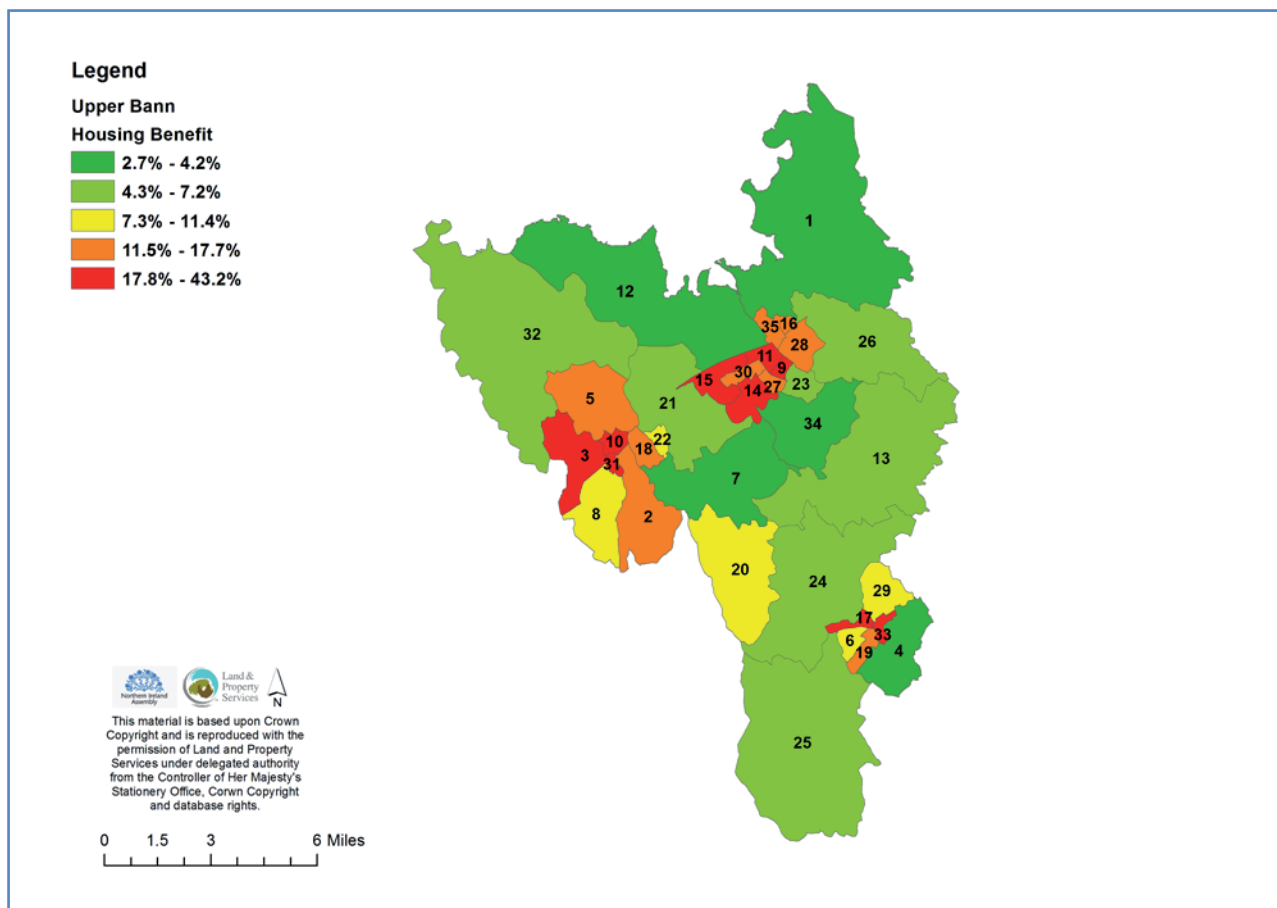 Legend
Upper Bann
Housing Benefit
2.7% - 4.2%
4.3% - 7.2%
7.3% - 11.4%
11.5% - 17.7%
17.8% - 43.2%
1
12
32
35
16
28
26
11
9
30
15
14
27
23
5
21
34
22
10
18
3
31
13
7
8
2
20
24
29
17
6
33
19
4
25
Northern Ireland
Assembly
Land &
Property
Services
N
This material is based upon Crown
Copyright and is reproduced with the
permission of Land and Property
Services under delegated authority
from the Controller of Her Majesty's
Stationery Office, Corwn Copyright
and database rights.
0 1.5 3 6 Miles